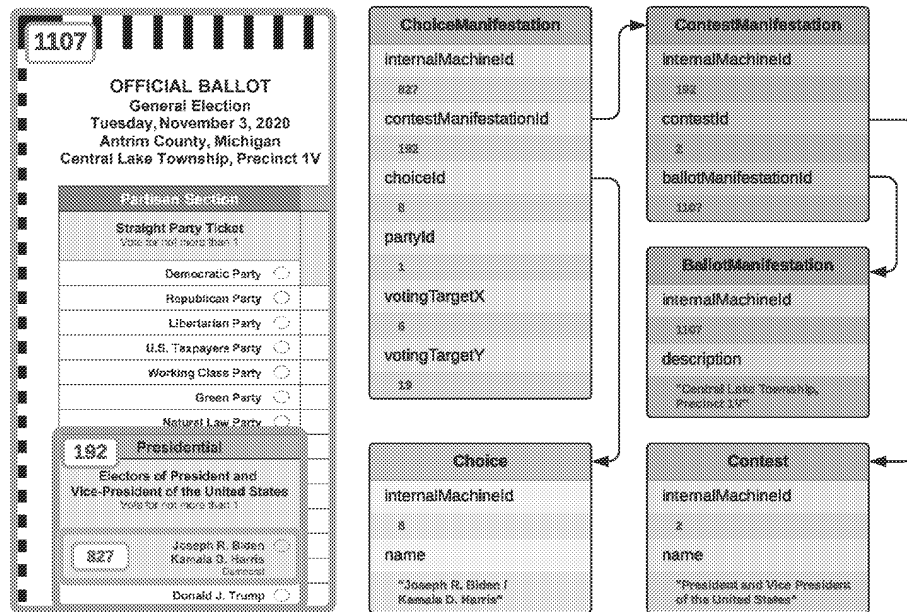 1107
OFFICIAL BALLOT
General Election
Tuesday, November 3, 2020
Antrim County, Michigan
Central Lake Township, Precinct 1V
Partisan Section
Straight Party Ticket
Vote for not more than 1
Democratic Party
Republican Party
Libertarian Party
U.S. Taxpayers Party
Working Class Party
Green Party
Natural Law Party
192
Presidential
Electors of President and
Vice-President of the United States
Vote for not more than 1
827
Joseph R. Biden
Kamala D. Harris
Democrat
Donald J. Trump
ChoiceManifestation
internalMachineId
827
contestManifestationId
192
choiceId
8
partyId
1
votingTargetX
6
votingTargetY
19
Choice
internalMachineId
8
name
"Joseph R. Biden /
Kamala D. Harris"
ContestManifestation
internalMachineId
192
contestId
2
ballotManifestationId
1107
BallotManifestation
internalMachineId
1107
description
"Central Lake Township,
Precinct 1V"
Contest
internalMachineId
2
name
"President and Vice President
of the United States"